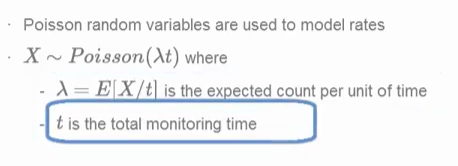 · Poisson random variables are used to model rates
· X ~ Poisson(λt) where
- λ = E[X/t] is the expected count per unit of time
- t is the total monitoring time